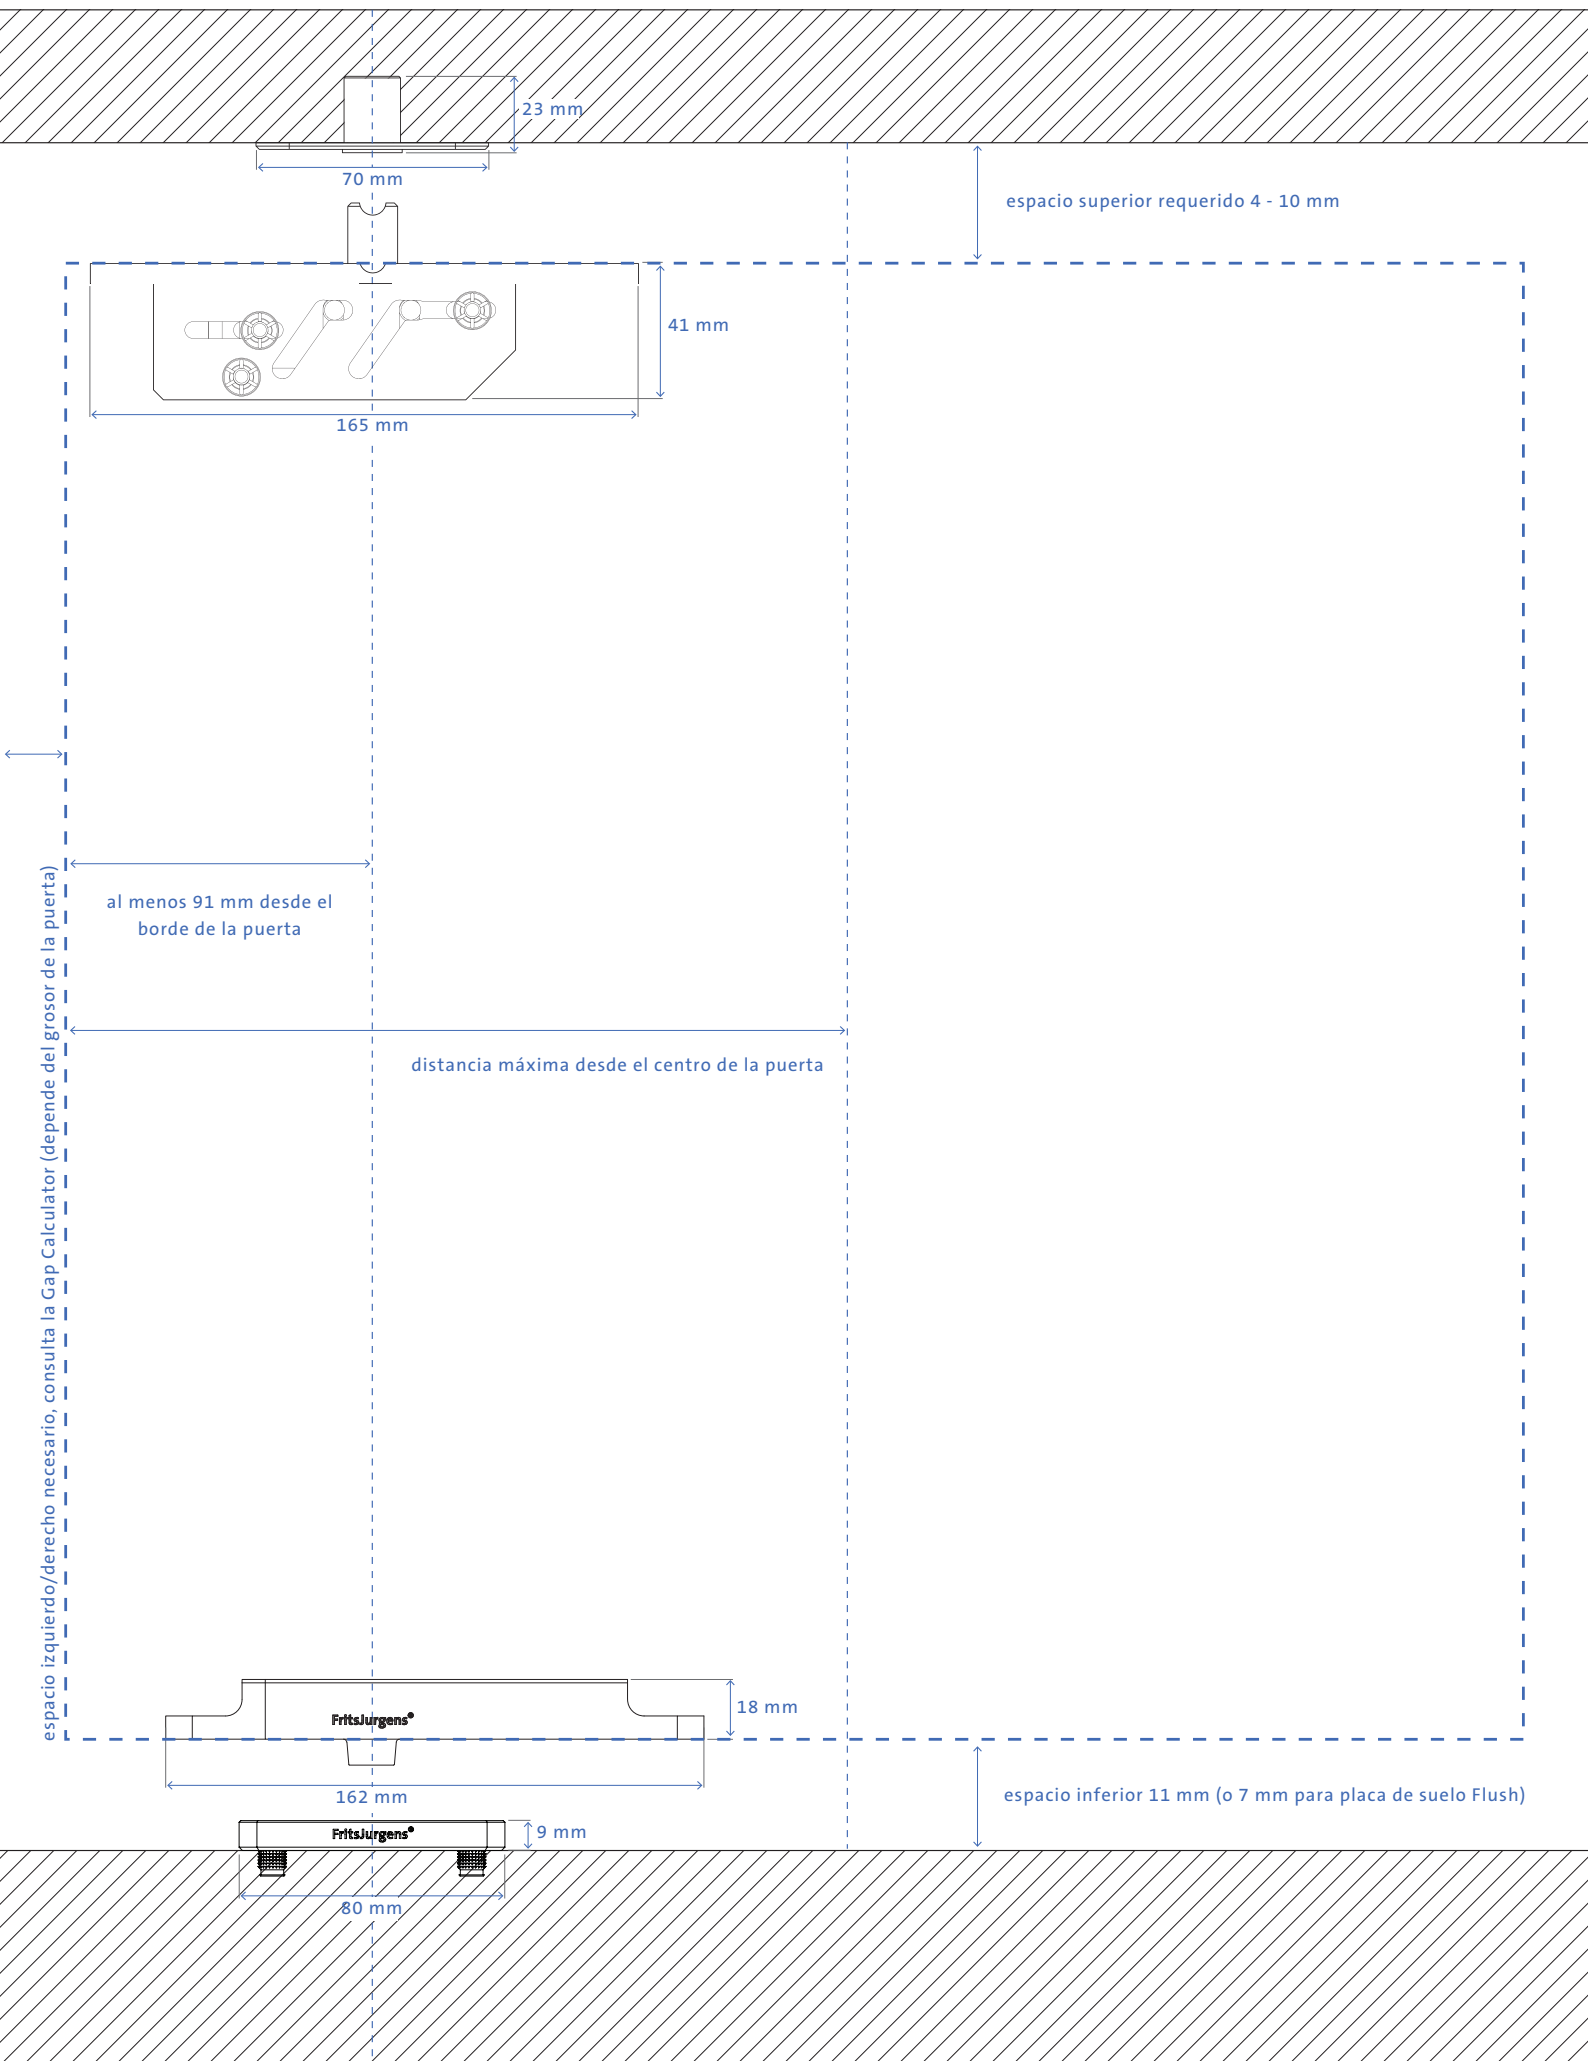 23 mm
70 mm
espacio superior requerido 4 - 10 mm
41 mm
165 mm
al menos 91 mm desde el
borde de la puerta
distancia máxima desde el centro de la puerta
espacio izquierdo/derecho necesario, consulta la Gap Calculator (depende del grosor de la puerta)
18 mm
FritsJurgens®
162 mm
espacio inferior 11 mm (o 7 mm para placa de suelo Flush)
FritsJurgens®
9 mm
80 mm